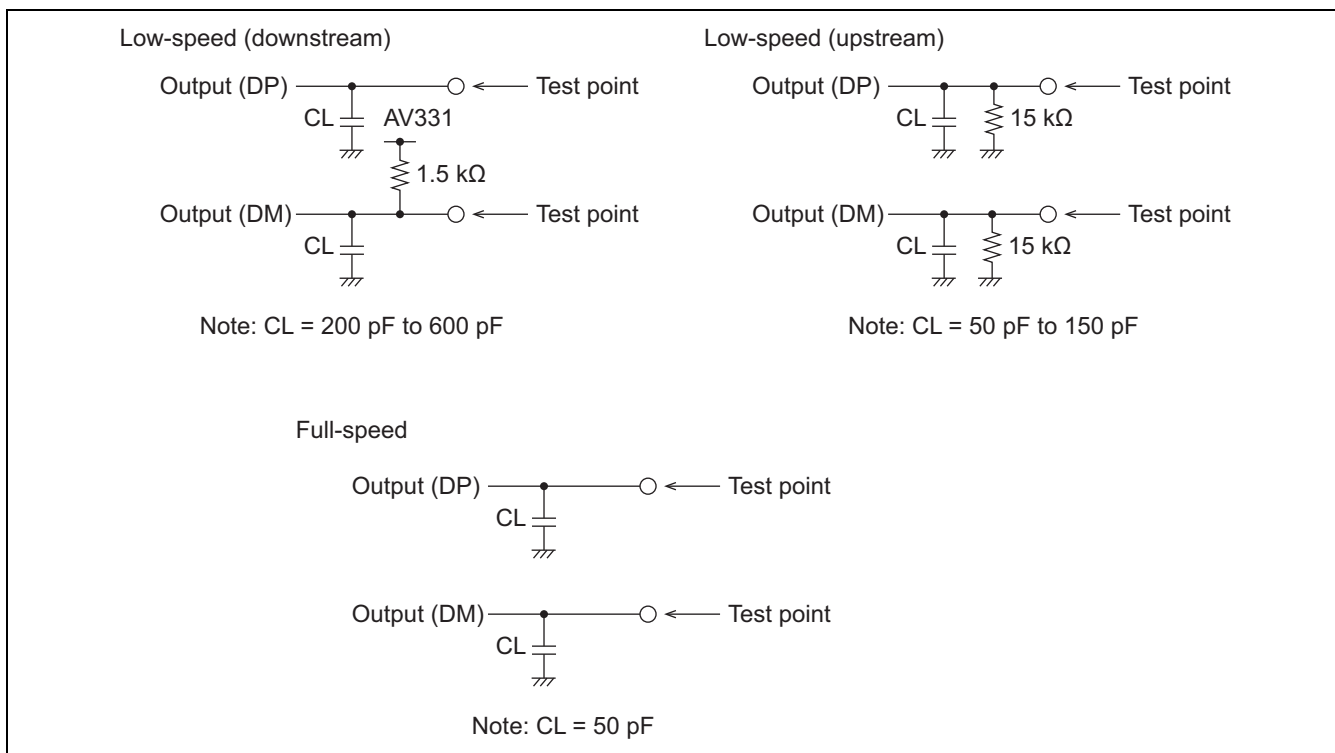 Low-speed (downstream)
Output (DP)
Test point
CL
AV331
1.5 kΩ
Output (DM)
Test point
CL
Note: CL = 200 pF to 600 pF
Low-speed (upstream)
Output (DP)
Test point
CL
15 kΩ
Output (DM)
Test point
CL
15 kΩ
Note: CL = 50 pF to 150 pF
Full-speed
Output (DP)
Test point
CL
Output (DM)
Test point
CL
Note: CL = 50 pF